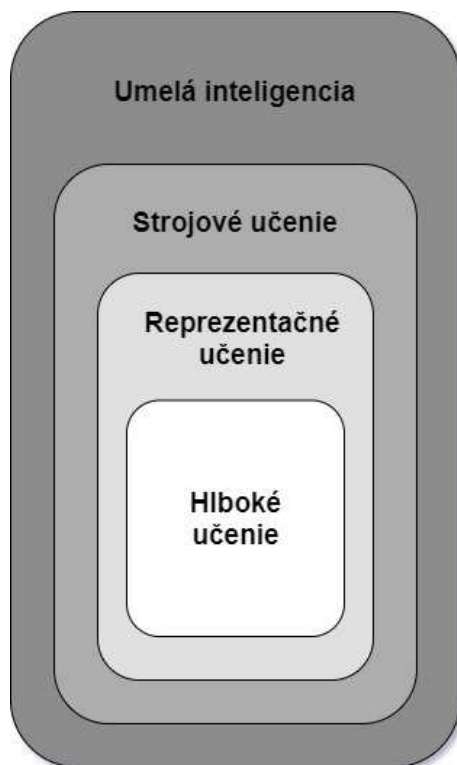 Umelá inteligencia
Strojové učenie
Reprezentačné
učenie
Hlboké
učenie